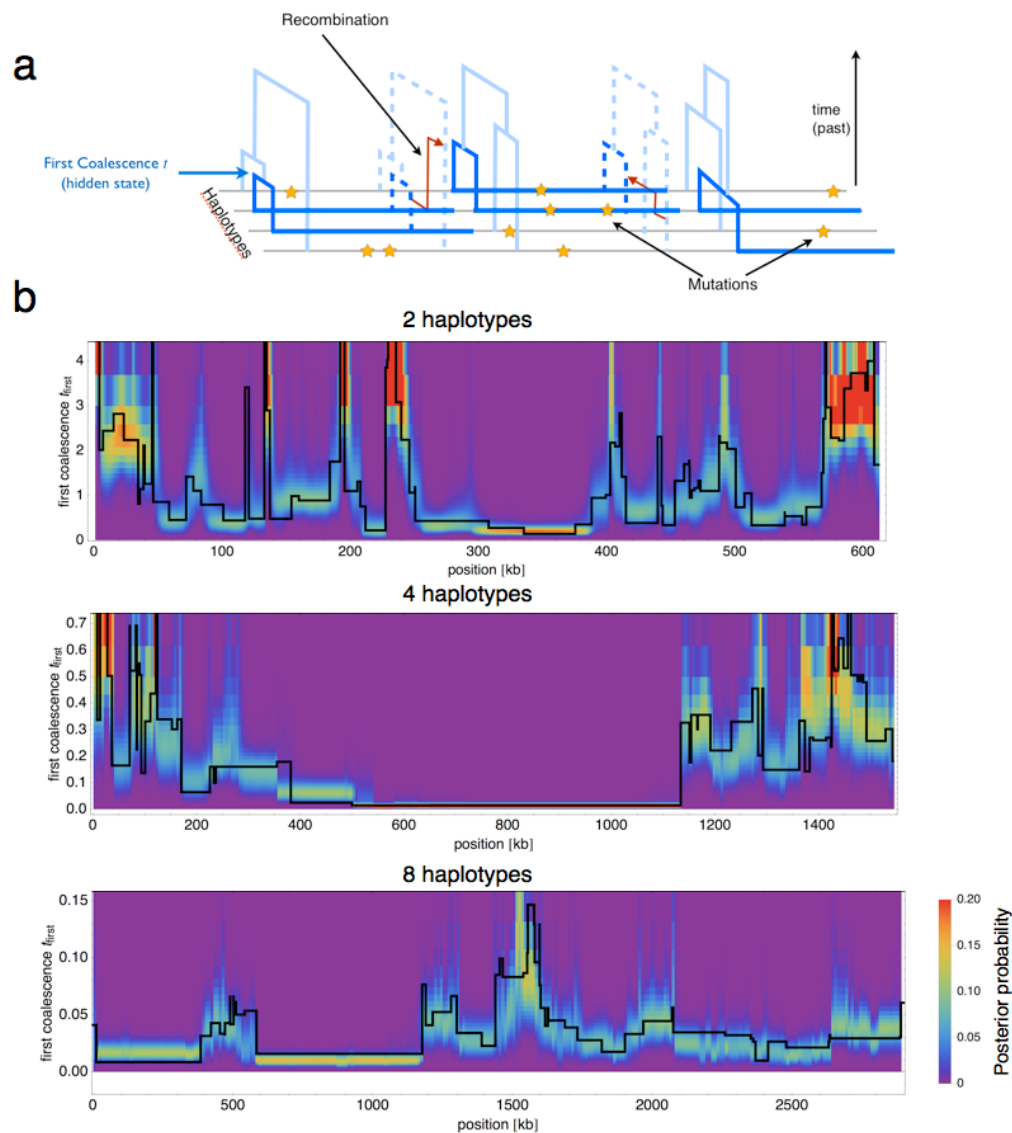 a
Recombination
time
(past)
First Coalescence t
(hidden state)
Haplotypes
Mutations
b
2 haplotypes
first coalescence tfirst
4
3
2
1
0
0 100 200 300 400 500 600
position [kb]
4 haplotypes
first coalescence tfirst
0.7
0.6
0.5
0.4
0.3
0.2
0.1
0.0
0 200 400 600 800 1000 1200 1400
position [kb]
8 haplotypes
first coalescence tfirst
0.15
0.10
0.05
0.00
0 500 1000 1500 2000 2500
position [kb]
0.20
0.15
0.10
0.05
0
Posterior probability